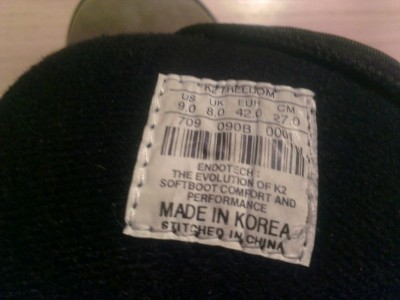 K2 FREEDOM
US UK EUR CM
9.0 8.0 42.0 27.0
709 090B 000
ENDOTECH:
THE EVOLUTION OF K2
SOFTBOOT COMFORT AND
PERFORMANCE
MADE IN KOREA
STITCHED IN CHINA